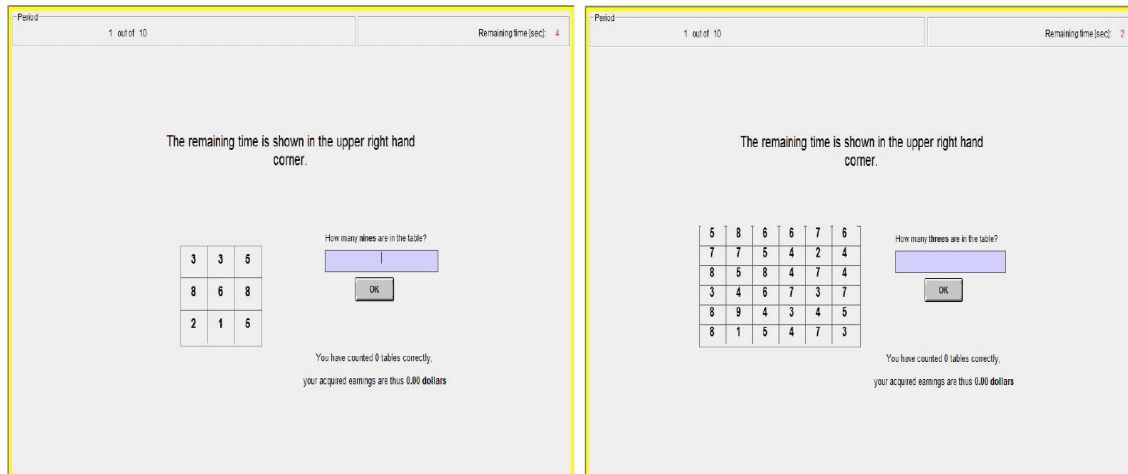 Period
1 out of 10
Remaining time [sec]: 4
The remaining time is shown in the upper right hand
corner.
How many nines are in the table?
3 3 5
8 6 8
2 1 5
OK
You have counted 0 tables correctly,
your acquired earnings are thus 0.00 dollars
Period
1 out of 10
Remaining time [sec]: 2
The remaining time is shown in the upper right hand
corner.
How many threes are in the table?
5 8 6 6 7 6
7 7 5 4 2 4
8 5 8 4 7 4
3 4 6 7 3 7
8 9 4 3 4 5
8 1 5 4 7 3
OK
You have counted 0 tables correctly,
your acquired earnings are thus 0.00 dollars